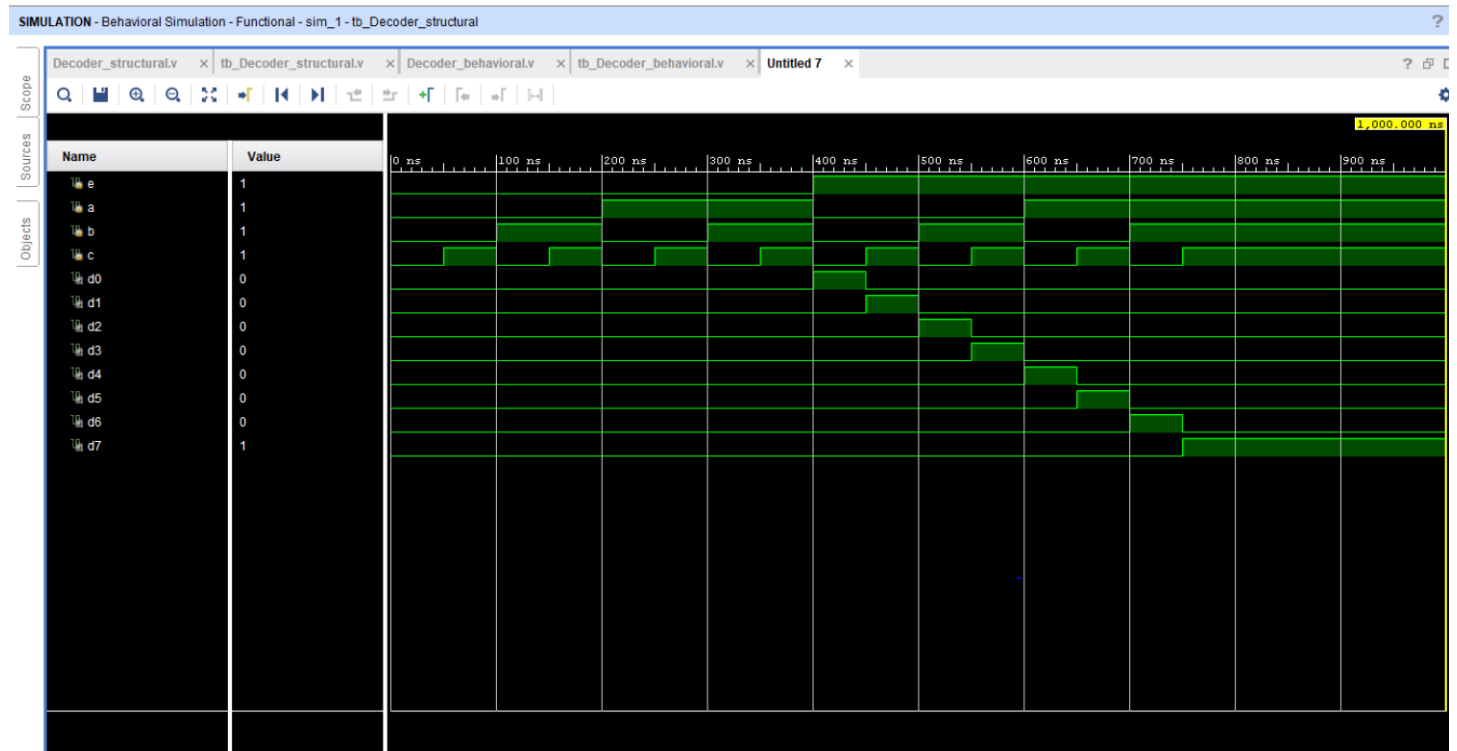 SIMULATION - Behavioral Simulation - Functional - sim_1 - tb_Decoder_structural ?
Decoder_structural.v × tb_Decoder_structural.v × Decoder_behavioral.v × tb_Decoder_behavioral.v × Untitled 7 × ?
Scope
Sources
Objects
1,000.000 ns
Name Value 0 ns 100 ns 200 ns 300 ns 400 ns 500 ns 600 ns 700 ns 800 ns 900 ns
e 1
a 1
b 1
c 1
d0 0
d1 0
d2 0
d3 0
d4 0
d5 0
d6 0
d7 1